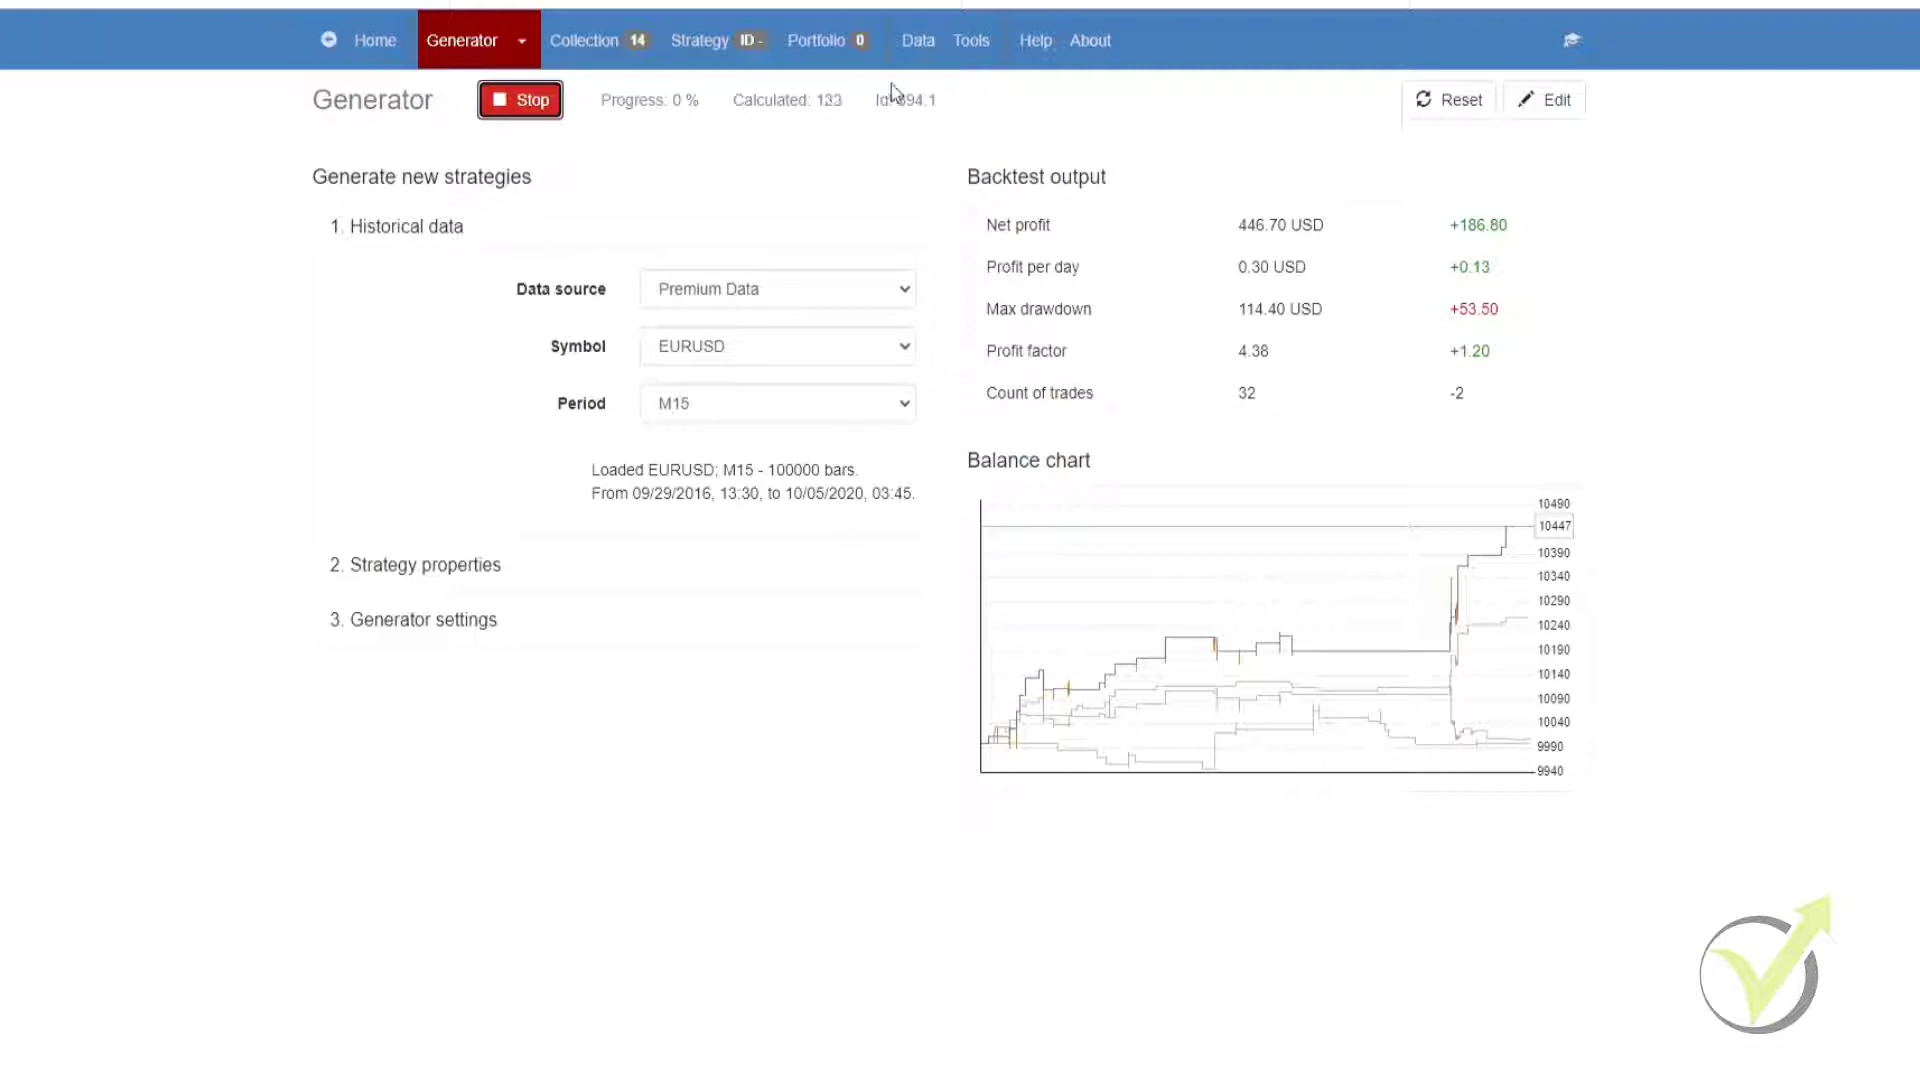 Home Generator Collection 14 Strategy ID - Portfolio 0 Data Tools Help About
Generator Stop Progress: 0 % Calculated: 133 Reset Edit
Generate new strategies
1. Historical data
Data source Premium Data
Symbol EURUSD
Period M15
Loaded EURUSD; M15 - 100000 bars.
From 09/29/2016, 13:30, to 10/05/2020, 03:45.
2. Strategy properties
3. Generator settings
Backtest output
Net profit 446.70 USD +186.80
Profit per day 0.30 USD +0.13
Max drawdown 114.40 USD +53.50
Profit factor 4.38 +1.20
Count of trades 32 -2
Balance chart
10490
10447
10390
10340
10290
10240
10190
10140
10090
10040
9990
9940